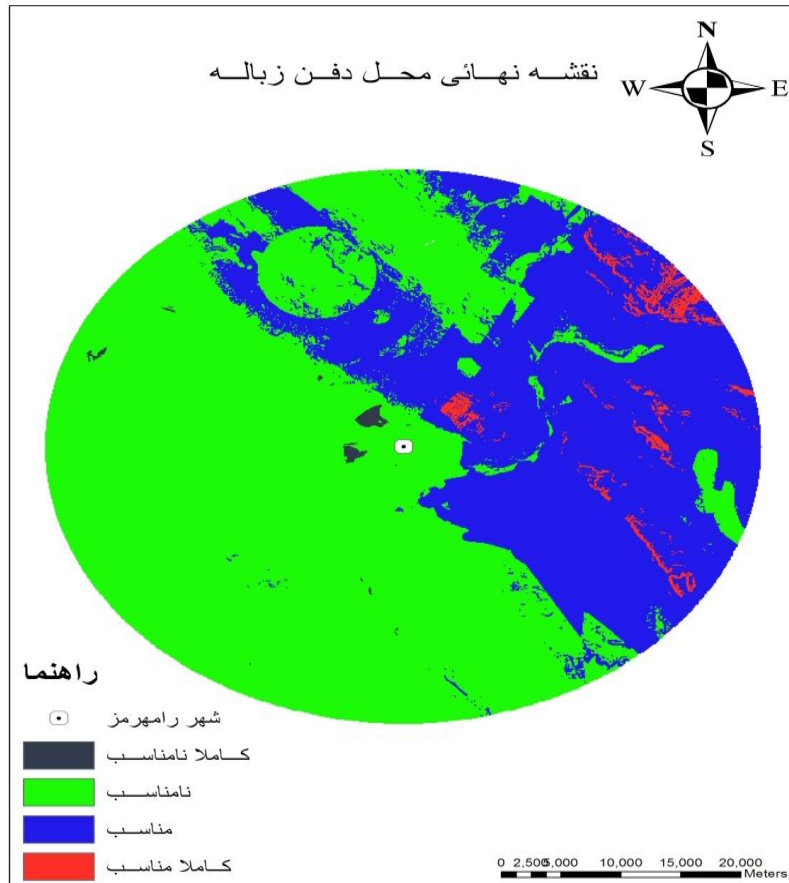 نقشه نهائی محل دفن زباله
N
W E
S
راهنما
شهر رامهرمز
کاملا نامناسب
نامناسب
مناسب
کاملا مناسب
0 2,500 5,000 10,000 15,000 20,000
Meters